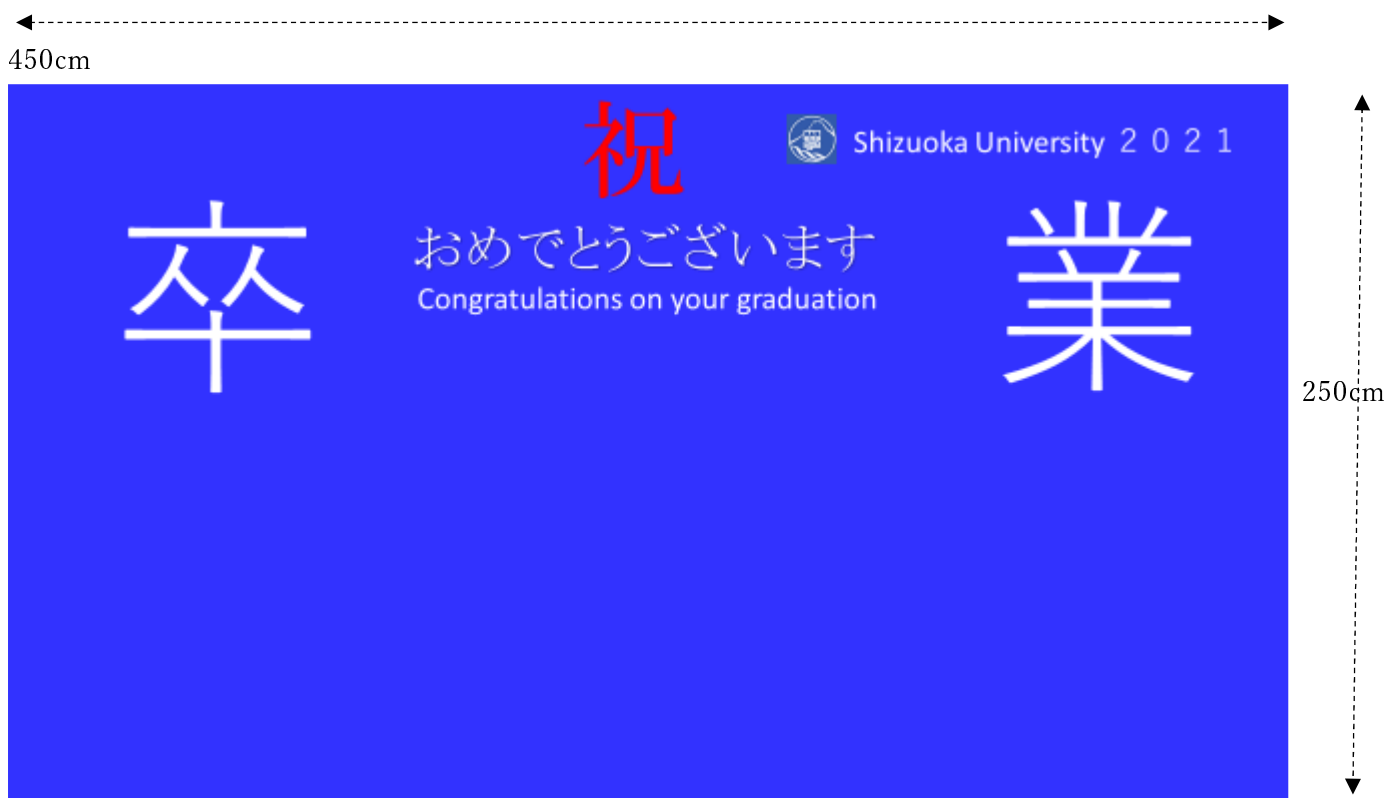 450cm
祝
Shizuoka University ２０２１
卒 業
おめでとうございます
Congratulations on your graduation
250cm